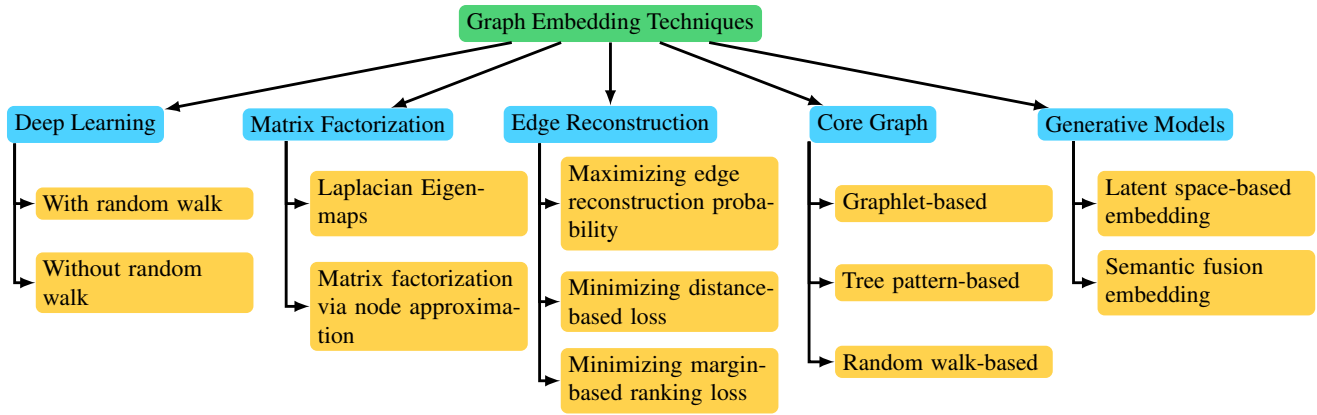 Graph Embedding Techniques
Deep Learning
With random walk
Without random
walk
Matrix Factorization
Laplacian Eigen-
maps
Matrix factorization
via node approxima-
tion
Edge Reconstruction
Maximizing edge
reconstruction proba-
bility
Minimizing distance-
based loss
Minimizing margin-
based ranking loss
Core Graph
Graphlet-based
Tree pattern-based
Random walk-based
Generative Models
Latent space-based
embedding
Semantic fusion
embedding